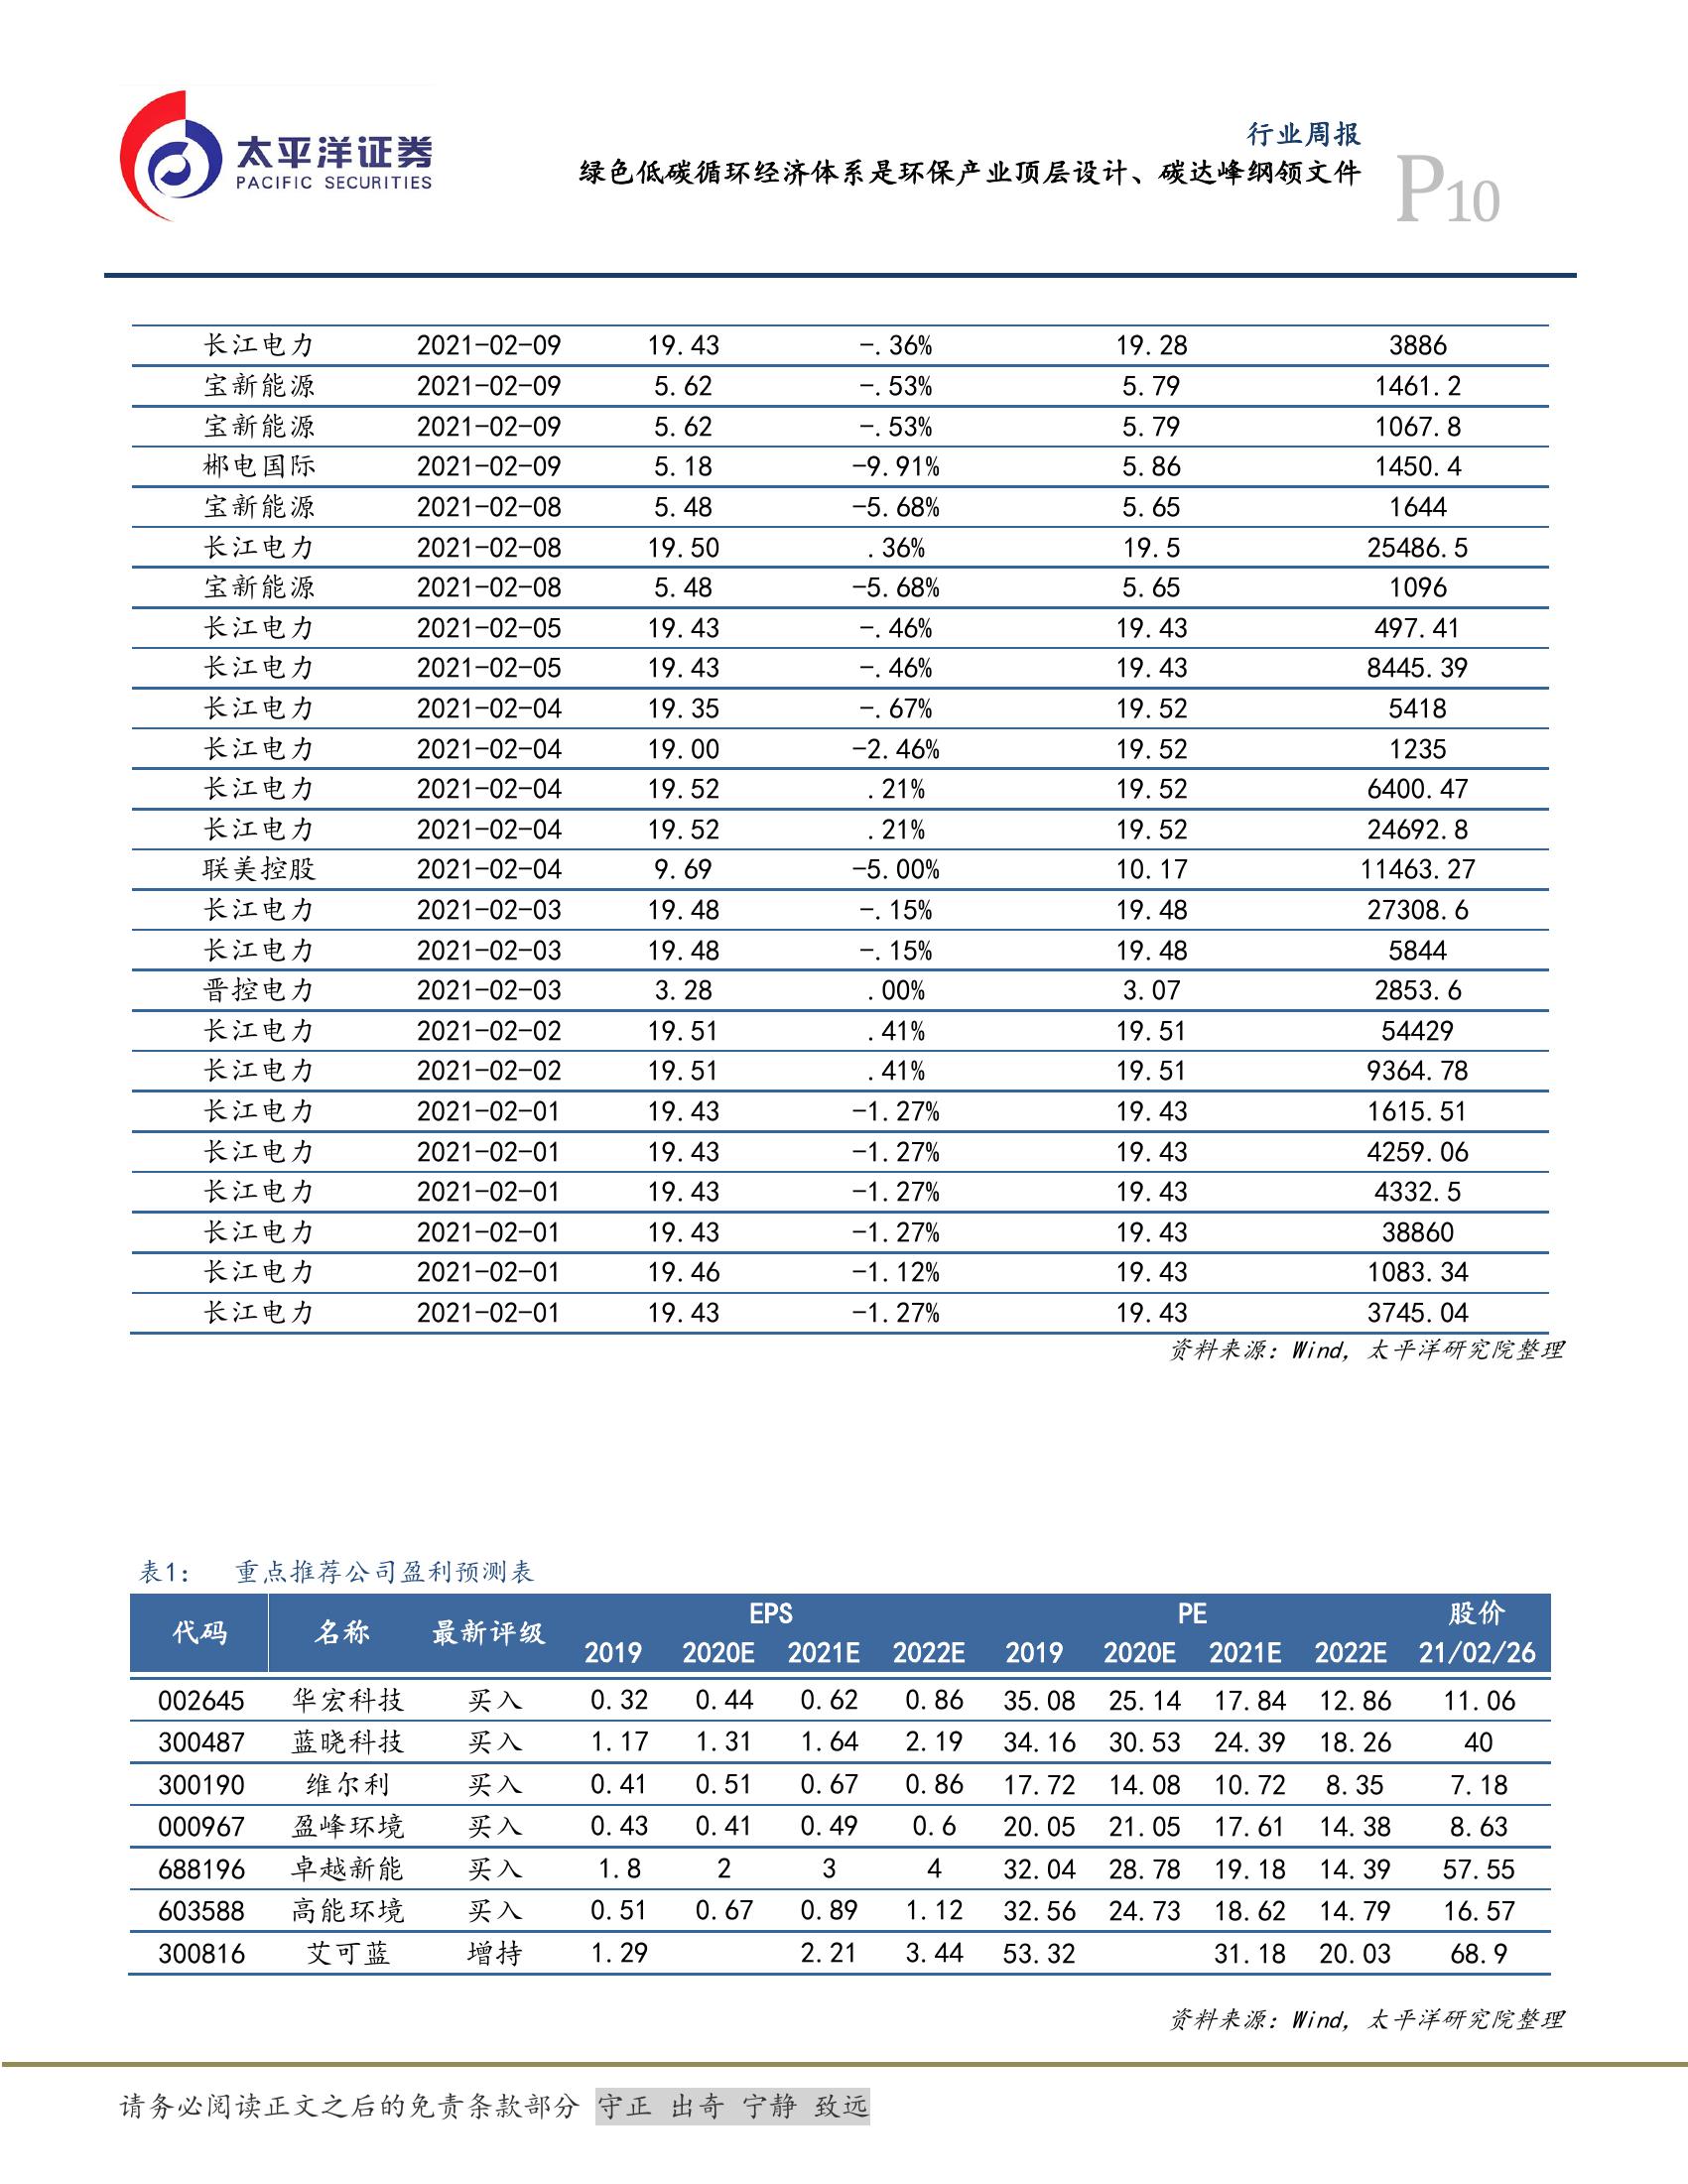 太平洋证券
PACIFIC SECURITIES
行业周报
绿色低碳循环经济体系是环保产业顶层设计、碳达峰纲领文件
P10
长江电力 2021-02-09 19.43 -.36% 19.28 3886
宝新能源 2021-02-09 5.62 -.53% 5.79 1461.2
宝新能源 2021-02-09 5.62 -.53% 5.79 1067.8
郴电国际 2021-02-09 5.18 -9.91% 5.86 1450.4
宝新能源 2021-02-08 5.48 -5.68% 5.65 1644
长江电力 2021-02-08 19.50 .36% 19.5 25486.5
宝新能源 2021-02-08 5.48 -5.68% 5.65 1096
长江电力 2021-02-05 19.43 -.46% 19.43 497.41
长江电力 2021-02-05 19.43 -.46% 19.43 8445.39
长江电力 2021-02-04 19.35 -.67% 19.52 5418
长江电力 2021-02-04 19.00 -2.46% 19.52 1235
长江电力 2021-02-04 19.52 .21% 19.52 6400.47
长江电力 2021-02-04 19.52 .21% 19.52 24692.8
联美控股 2021-02-04 9.69 -5.00% 10.17 11463.27
长江电力 2021-02-03 19.48 -.15% 19.48 27308.6
长江电力 2021-02-03 19.48 -.15% 19.48 5844
晋控电力 2021-02-03 3.28 .00% 3.07 2853.6
长江电力 2021-02-02 19.51 .41% 19.51 54429
长江电力 2021-02-02 19.51 .41% 19.51 9364.78
长江电力 2021-02-01 19.43 -1.27% 19.43 1615.51
长江电力 2021-02-01 19.43 -1.27% 19.43 4259.06
长江电力 2021-02-01 19.43 -1.27% 19.43 4332.5
长江电力 2021-02-01 19.43 -1.27% 19.43 38860
长江电力 2021-02-01 19.46 -1.12% 19.43 1083.34
长江电力 2021-02-01 19.43 -1.27% 19.43 3745.04
资料来源：Wind，太平洋研究院整理
表1： 重点推荐公司盈利预测表
代码 名称 最新评级 EPS PE 股价
2019 2020E 2021E 2022E 2019 2020E 2021E 2022E 21/02/26
002645 华宏科技 买入 0.32 0.44 0.62 0.86 35.08 25.14 17.84 12.86 11.06
300487 蓝晓科技 买入 1.17 1.31 1.64 2.19 34.16 30.53 24.39 18.26 40
300190 维尔利 买入 0.41 0.51 0.67 0.86 17.72 14.08 10.72 8.35 7.18
000967 盈峰环境 买入 0.43 0.41 0.49 0.6 20.05 21.05 17.61 14.38 8.63
688196 卓越新能 买入 1.8 2 3 4 32.04 28.78 19.18 14.39 57.55
603588 高能环境 买入 0.51 0.67 0.89 1.12 32.56 24.73 18.62 14.79 16.57
300816 艾可蓝 增持 1.29 2.21 3.44 53.32 31.18 20.03 68.9
资料来源：Wind，太平洋研究院整理
请务必阅读正文之后的免责条款部分 守正 出奇 宁静 致远